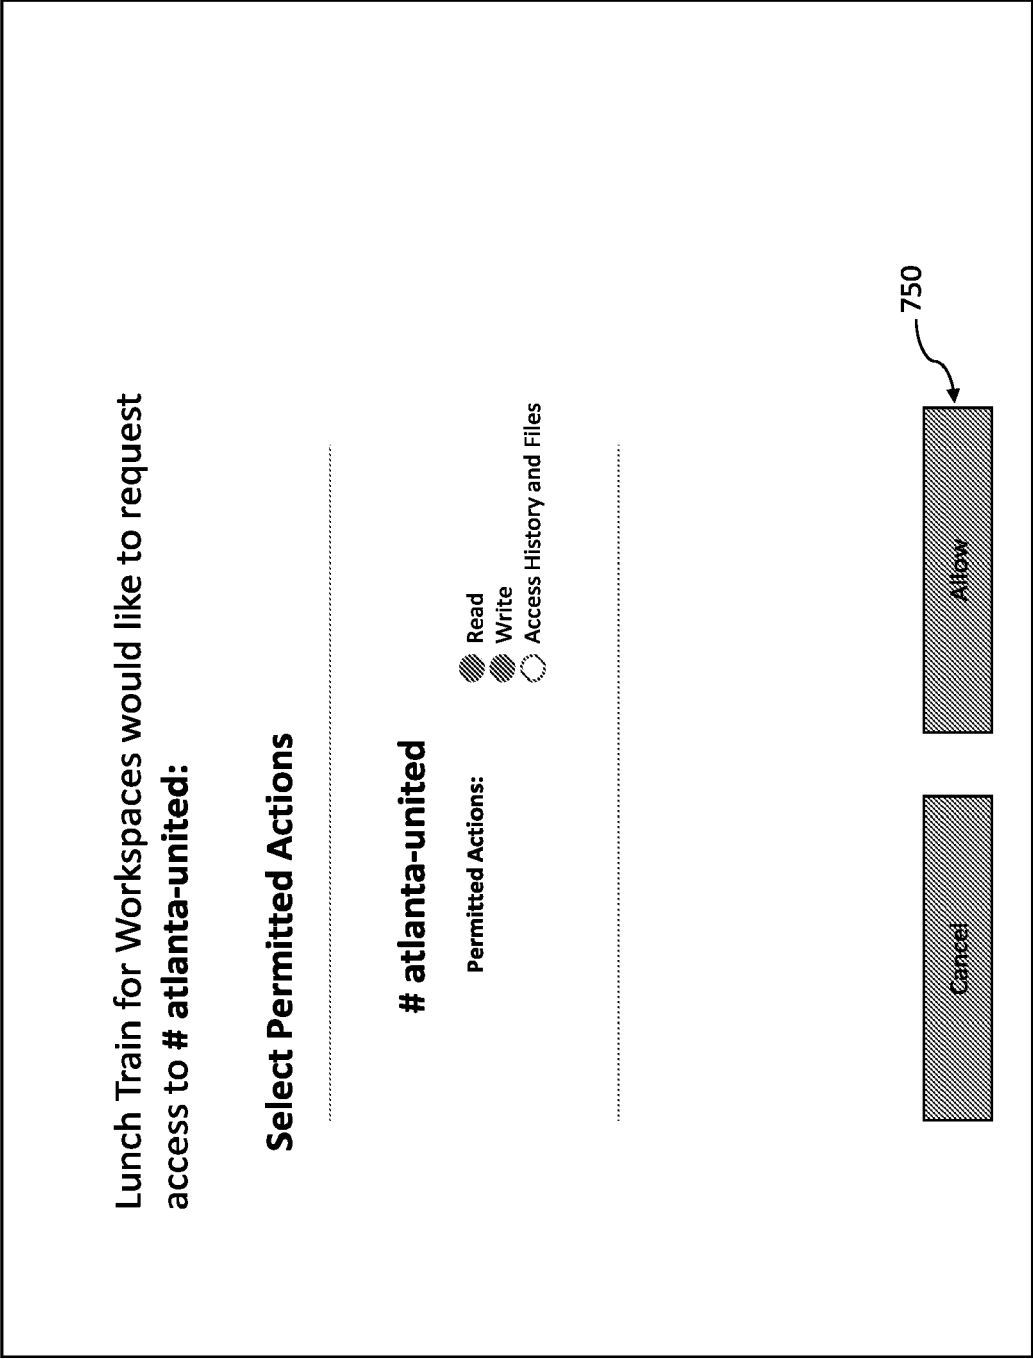 Lunch Train for Workspaces would like to request
access to # atlanta-united:
Select Permitted Actions
# atlanta-united
Permitted Actions:
Read
Write
Access History and Files
750
Cancel
Allow